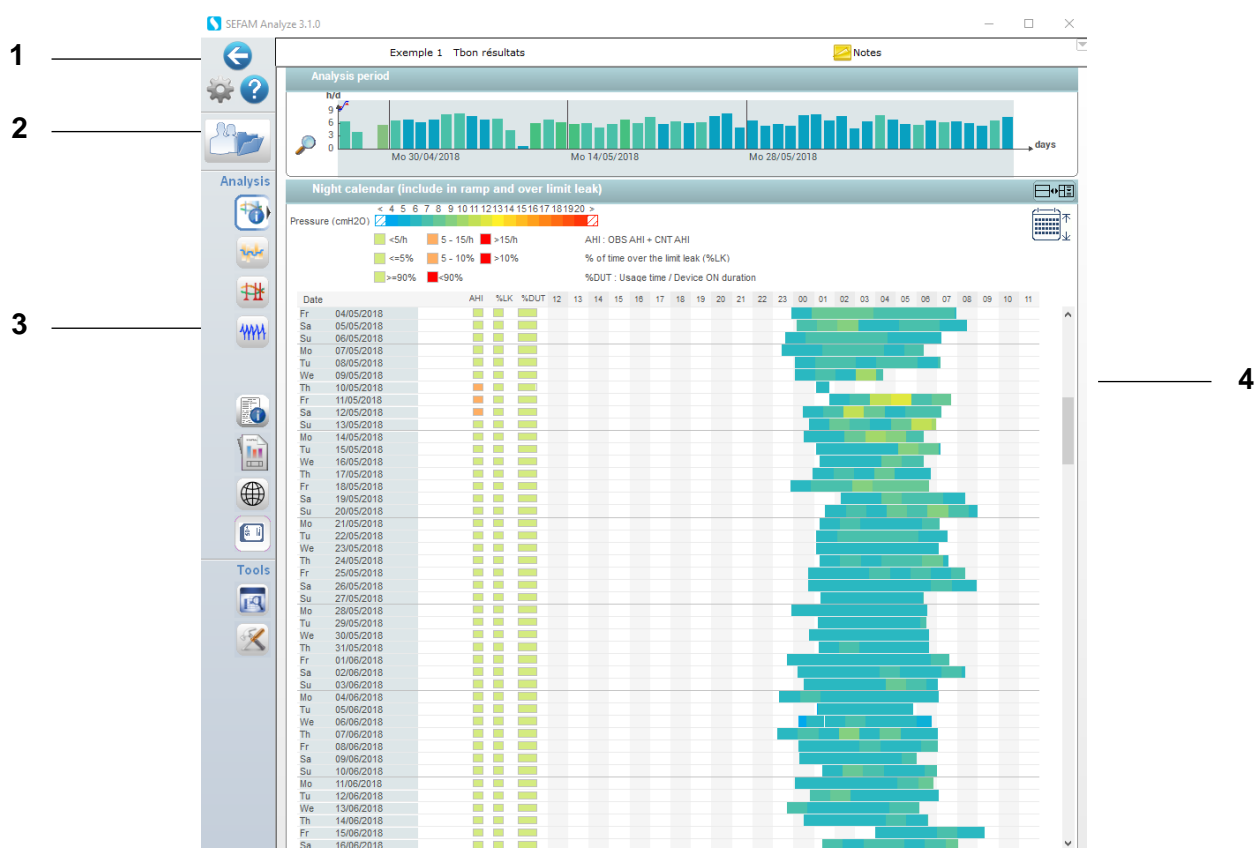 SEFAM Analyze 3.1.0
1
Exemple 1 Tbon résultats
Notes
Analysis period
h/d
9
6
3
0
days
Mo 30/04/2018 Mo 14/05/2018 Mo 28/05/2018
2
Analysis
Night calendar (include in ramp and over limit leak)
< 4 5 6 7 8 9 10 11 12 13 14 15 16 17 18 19 20 >
Pressure (cmH2O)
<5/h 5 - 15/h >15/h AHI : OBS AHI + CNT AHI
<=5% 5 - 10% >10% % of time over the limit leak (%LK)
>=90% <90% %DUT : Usage time / Device ON duration
Date AHI %LK %DUT 12 13 14 15 16 17 18 19 20 21 22 23 00 01 02 03 04 05 06 07 08 09 10 11
3
4
Fr 04/05/2018
Sa 05/05/2018
Su 06/05/2018
Mo 07/05/2018
Tu 08/05/2018
We 09/05/2018
Th 10/05/2018
Fr 11/05/2018
Sa 12/05/2018
Su 13/05/2018
Mo 14/05/2018
Tu 15/05/2018
We 16/05/2018
Th 17/05/2018
Fr 18/05/2018
Sa 19/05/2018
Su 20/05/2018
Mo 21/05/2018
Tu 22/05/2018
We 23/05/2018
Th 24/05/2018
Fr 25/05/2018
Sa 26/05/2018
Su 27/05/2018
Mo 28/05/2018
Tu 29/05/2018
We 30/05/2018
Th 31/05/2018
Fr 01/06/2018
Sa 02/06/2018
Su 03/06/2018
Mo 04/06/2018
Tu 05/06/2018
We 06/06/2018
Th 07/06/2018
Fr 08/06/2018
Sa 09/06/2018
Su 10/06/2018
Mo 11/06/2018
Tu 12/06/2018
We 13/06/2018
Th 14/06/2018
Fr 15/06/2018
Sa 16/06/2018
Tools